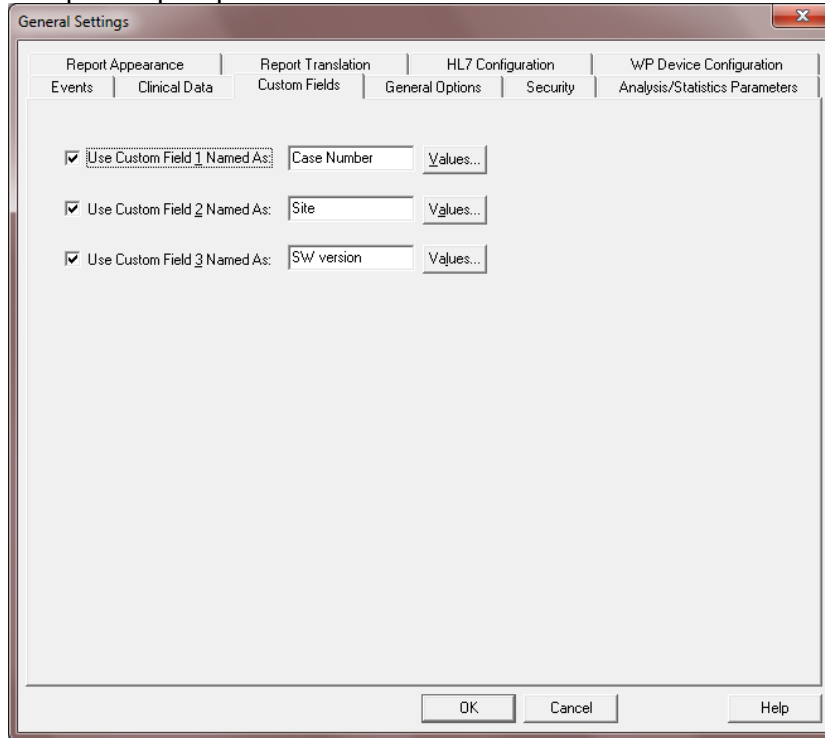 General Settings
Report Appearance Report Translation HL7 Configuration WP Device Configuration
Events Clinical Data Custom Fields General Options Security Analysis/Statistics Parameters
Use Custom Field 1 Named As: Case Number Values...
Use Custom Field 2 Named As: Site Values...
Use Custom Field 3 Named As: SW version Values...
OK Cancel Help